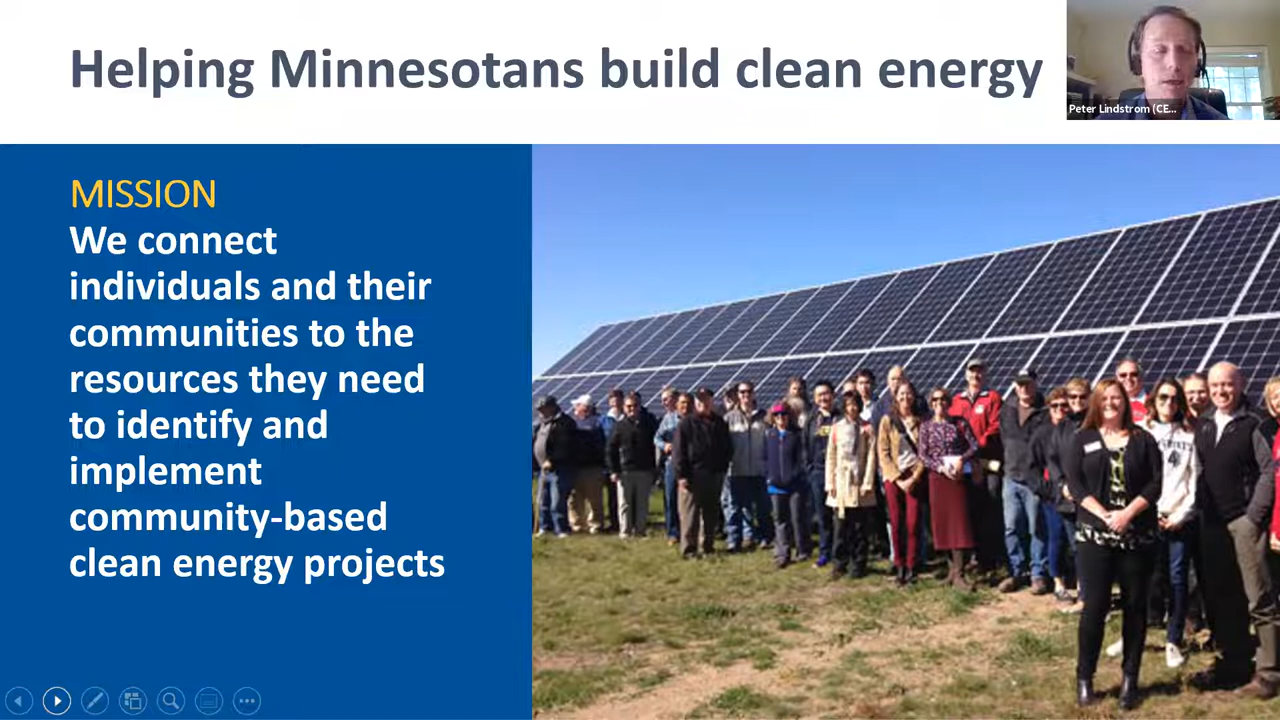 Helping Minnesotans build clean energy
Peter Lindstrom (CE...
MISSION
We connect
individuals and their
communities to the
resources they need
to identify and
implement
community-based
clean energy projects
4